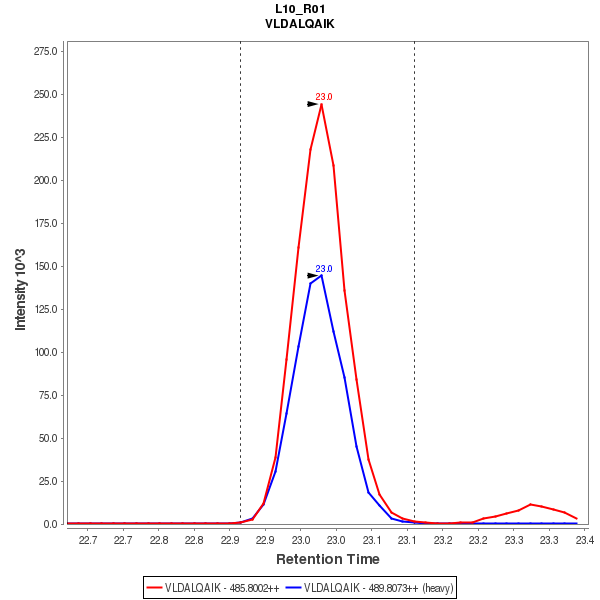 L10_R01
VLDALQAIK
Intensity 10^3
275.0
250.0
225.0
200.0
175.0
150.0
125.0
100.0
75.0
50.0
25.0
0.0
23.0
23.0
22.7 22.7 22.8 22.8 22.9 22.9 23.0 23.0 23.1 23.1 23.2 23.2 23.3 23.3 23.4
Retention Time
VLDALQAIK - 485.8002++ VLDALQAIK - 489.8073++ (heavy)